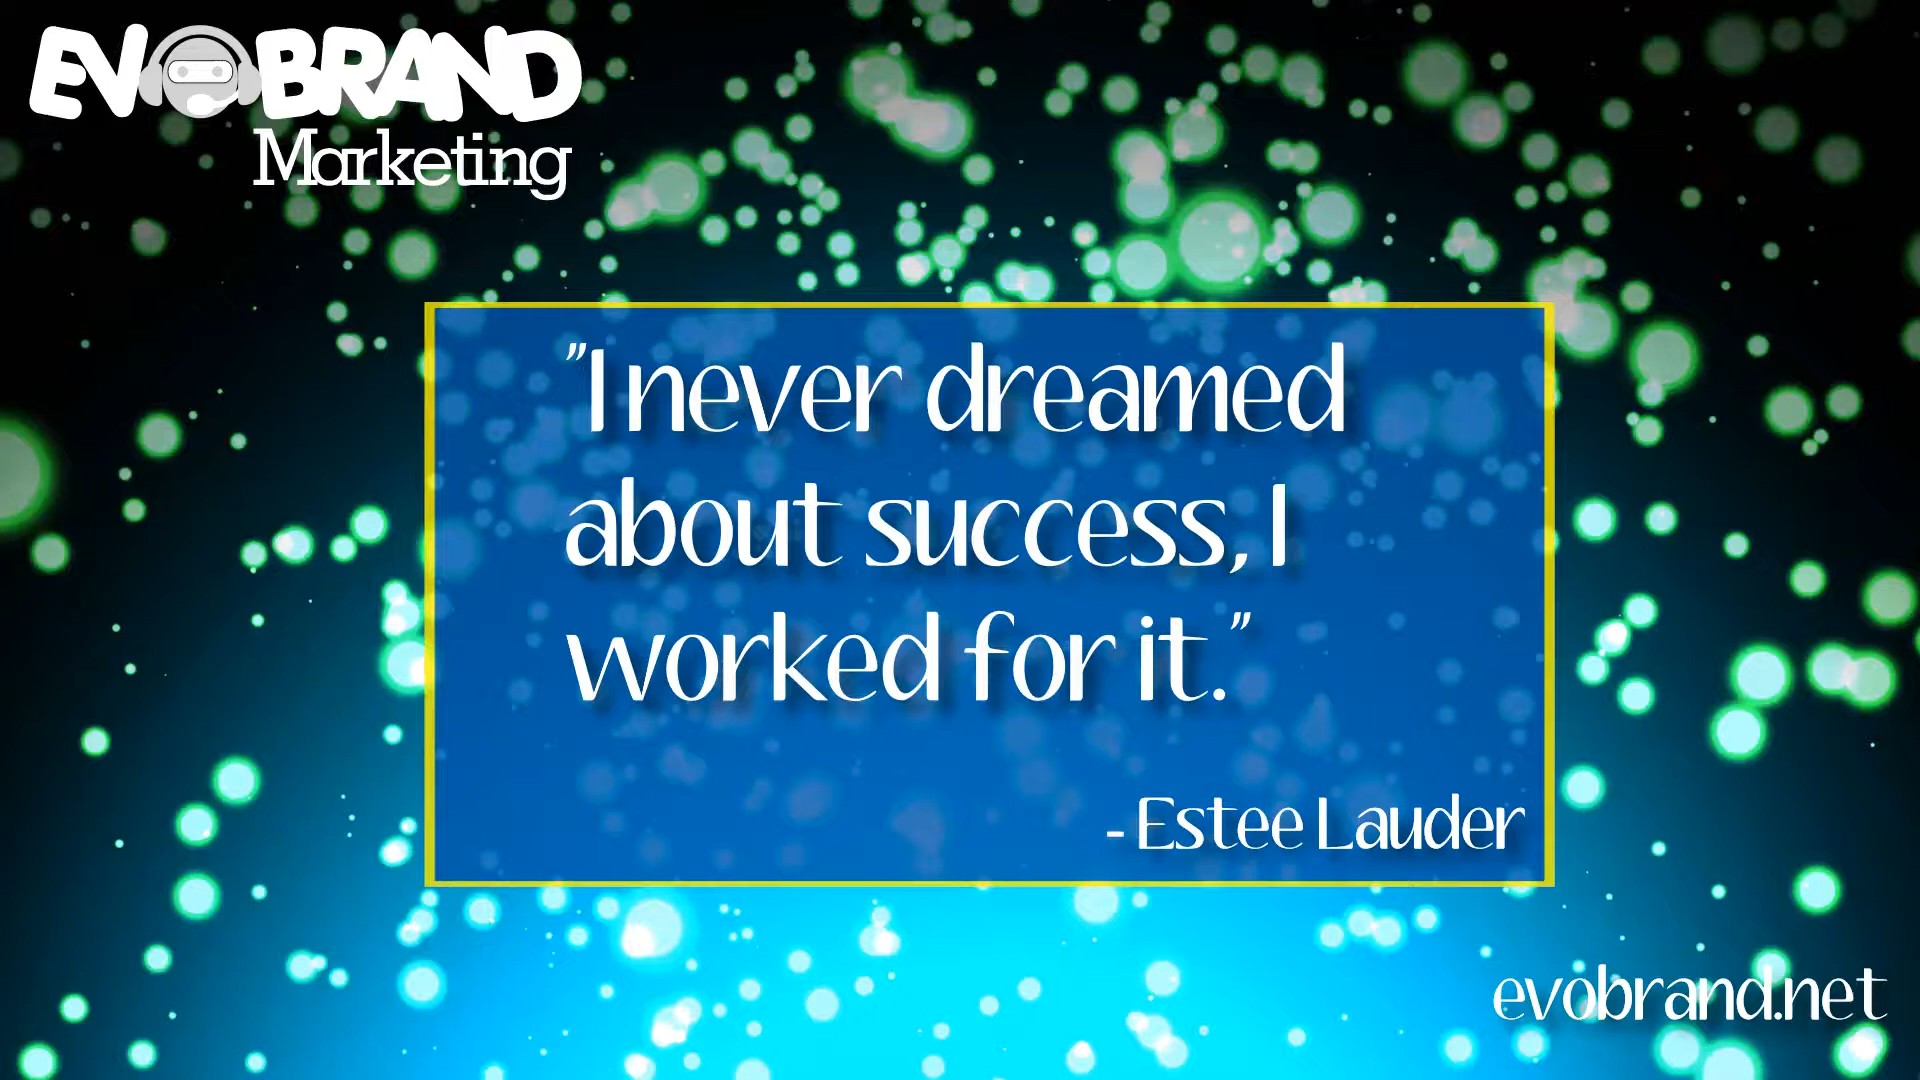 EVOBRAND
Marketing
"I never dreamed
about success, I
worked for it."
- Estee Lauder
evobrand.net